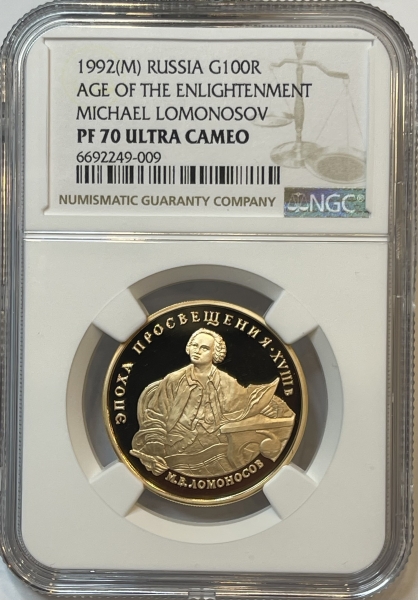 1992(M) RUSSIA G100R
AGE OF THE ENLIGHTENMENT
MICHAEL LOMONOSOV
PF 70 ULTRA CAMEO
6692249-009
NUMISMATIC GUARANTY COMPANY
NGC
ЭПОХА ПРОСВЕЩЕНИЯ·XVIIIВ
М.В.ЛОМОНОСОВ